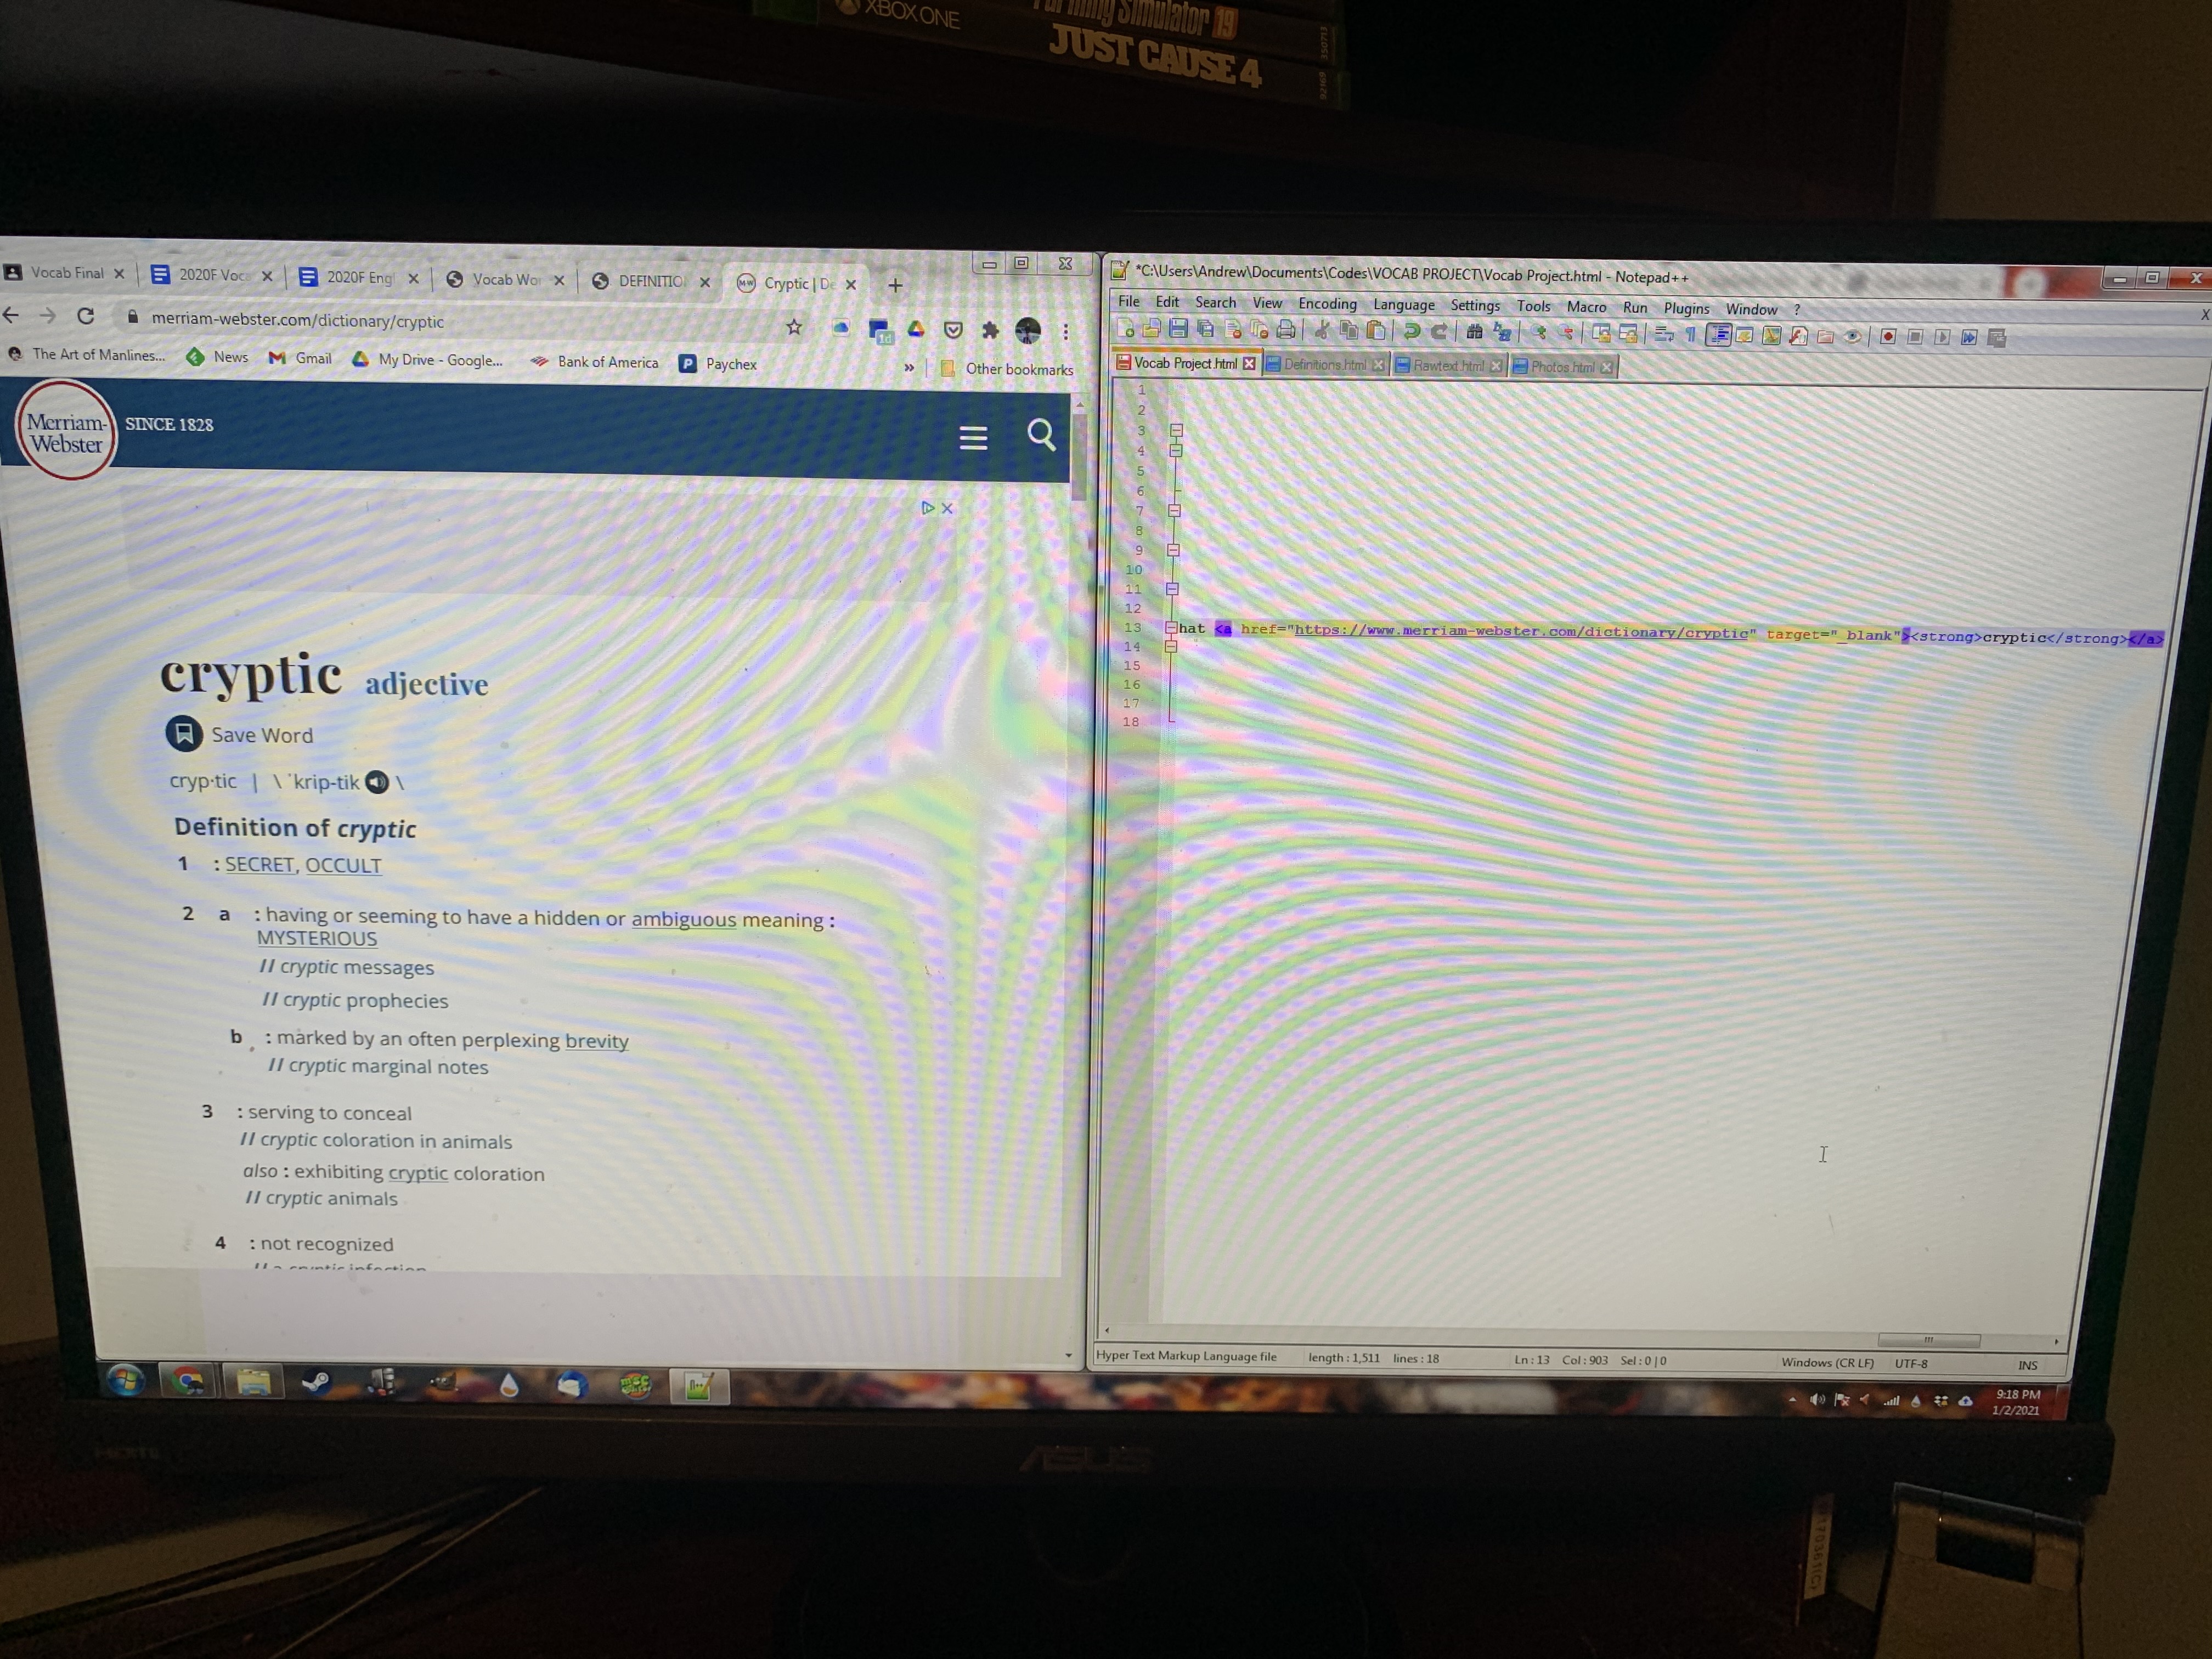 XBOX ONE
Farming Simulator 19
JUST CAUSE 4
Vocab Final
2020F Voc
2020F Eng
Vocab Wo
DEFINITIO
Cryptic | De
merriam-webster.com/dictionary/cryptic
1d
The Art of Manlines...
News
Gmail
My Drive - Google...
Bank of America
Paychex
»
Other bookmarks
Merriam-
Webster
SINCE 1828
cryptic adjective
Save Word
cryp·tic | \ ˈkrip-tik \
Definition of cryptic
1 : SECRET, OCCULT
2 a : having or seeming to have a hidden or ambiguous meaning :
MYSTERIOUS
// cryptic messages
// cryptic prophecies
b : marked by an often perplexing brevity
// cryptic marginal notes
3 : serving to conceal
// cryptic coloration in animals
also : exhibiting cryptic coloration
// cryptic animals
4 : not recognized
// a cryptic infection
*C:\Users\Andrew\Documents\Codes\VOCAB PROJECT\Vocab Project.html - Notepad++
File Edit Search View Encoding Language Settings Tools Macro Run Plugins Window ?
Vocab Project.html Definitions.html Rawtext.html Photos.html
1
2
3
4
5
6
7
8
9
10
11
12
13 hat <a href="https://www.merriam-webster.com/dictionary/cryptic" target="_blank"><strong>cryptic</strong></a>
14
15
16
17
18
Hyper Text Markup Language file length : 1,511 lines : 18 Ln : 13 Col : 903 Sel : 0 | 0 Windows (CR LF) UTF-8 INS
9:18 PM
1/2/2021
ASUS